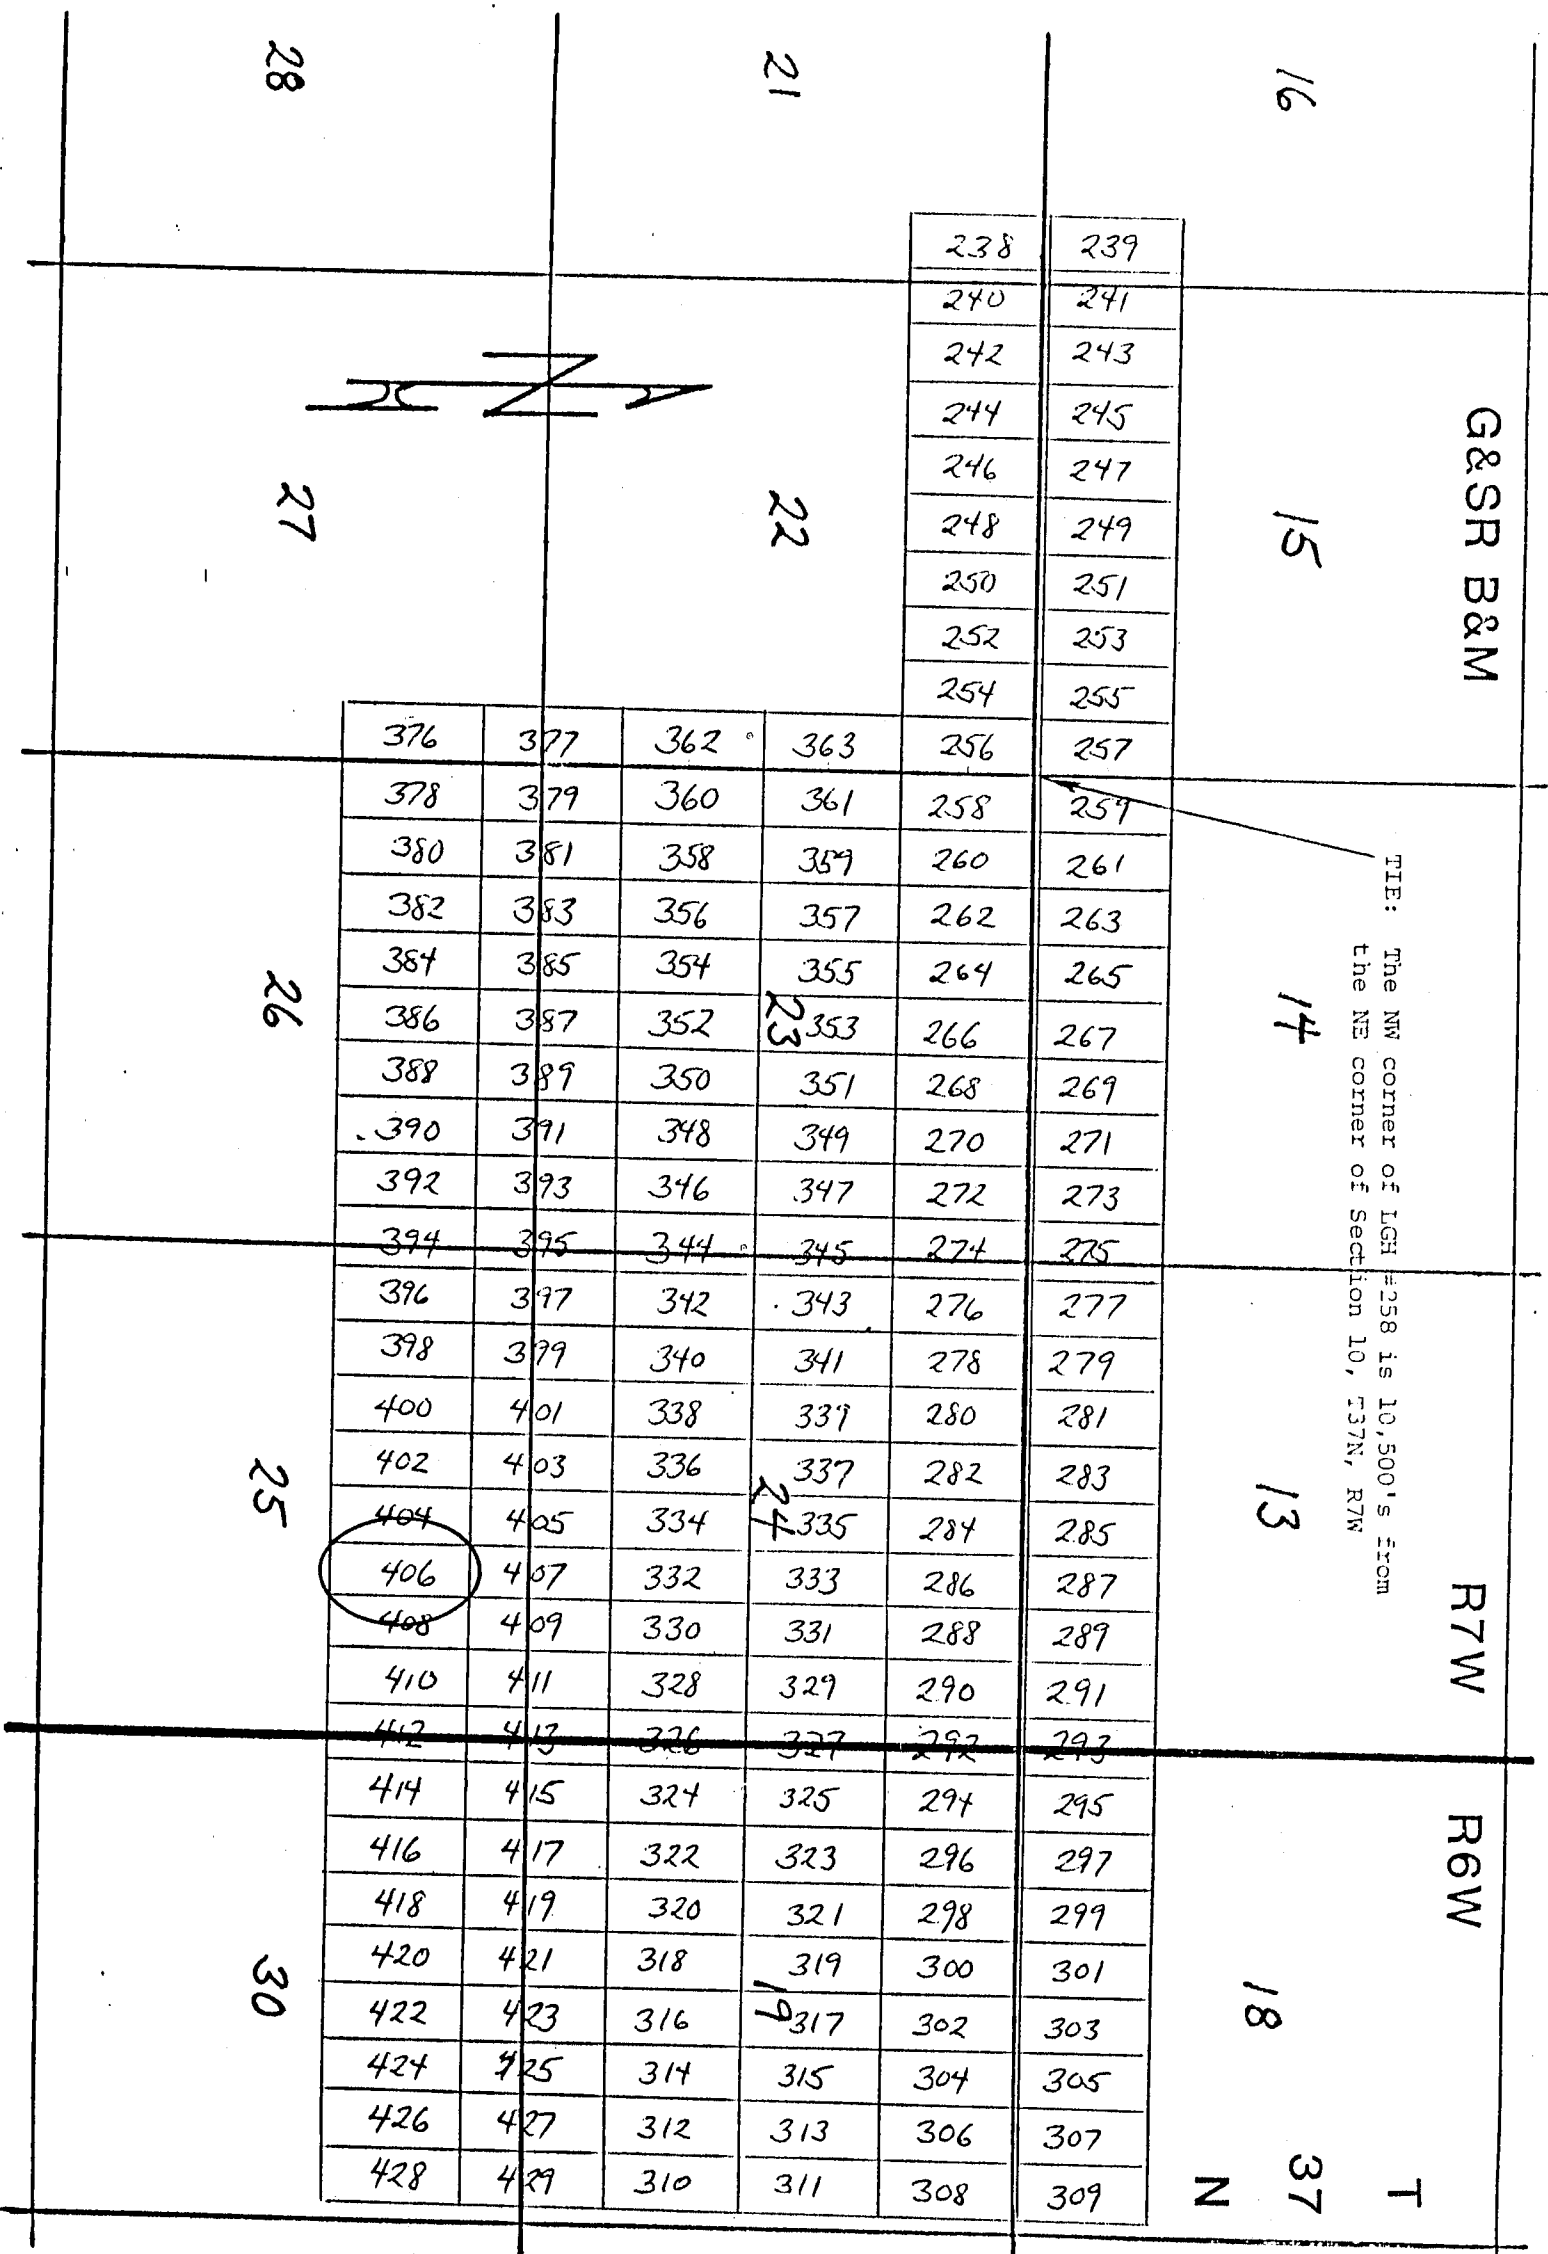 G&SR B&M
R7W
R6W
T
37
N
TIE: The NW corner of LGH #258 is 10,500's from
the NE corner of Section 10, T37N, R7W
16
15
14
13
18
21
22
23
24
19
28
27
26
25
30
N
238 239
240 241
242 243
244 245
246 247
248 249
250 251
252 253
254 255
376 377 362 363 256 257
378 379 360 361 258 259
380 381 358 359 260 261
382 383 356 357 262 263
384 385 354 355 264 265
386 387 352 353 266 267
388 389 350 351 268 269
390 391 348 349 270 271
392 393 346 347 272 273
394 395 344 345 274 275
396 397 342 343 276 277
398 399 340 341 278 279
400 401 338 339 280 281
402 403 336 337 282 283
404 405 334 335 284 285
406 407 332 333 286 287
408 409 330 331 288 289
410 411 328 329 290 291
412 413 326 327 292 293
414 415 324 325 294 295
416 417 322 323 296 297
418 419 320 321 298 299
420 421 318 319 300 301
422 423 316 317 302 303
424 425 314 315 304 305
426 427 312 313 306 307
428 429 310 311 308 309